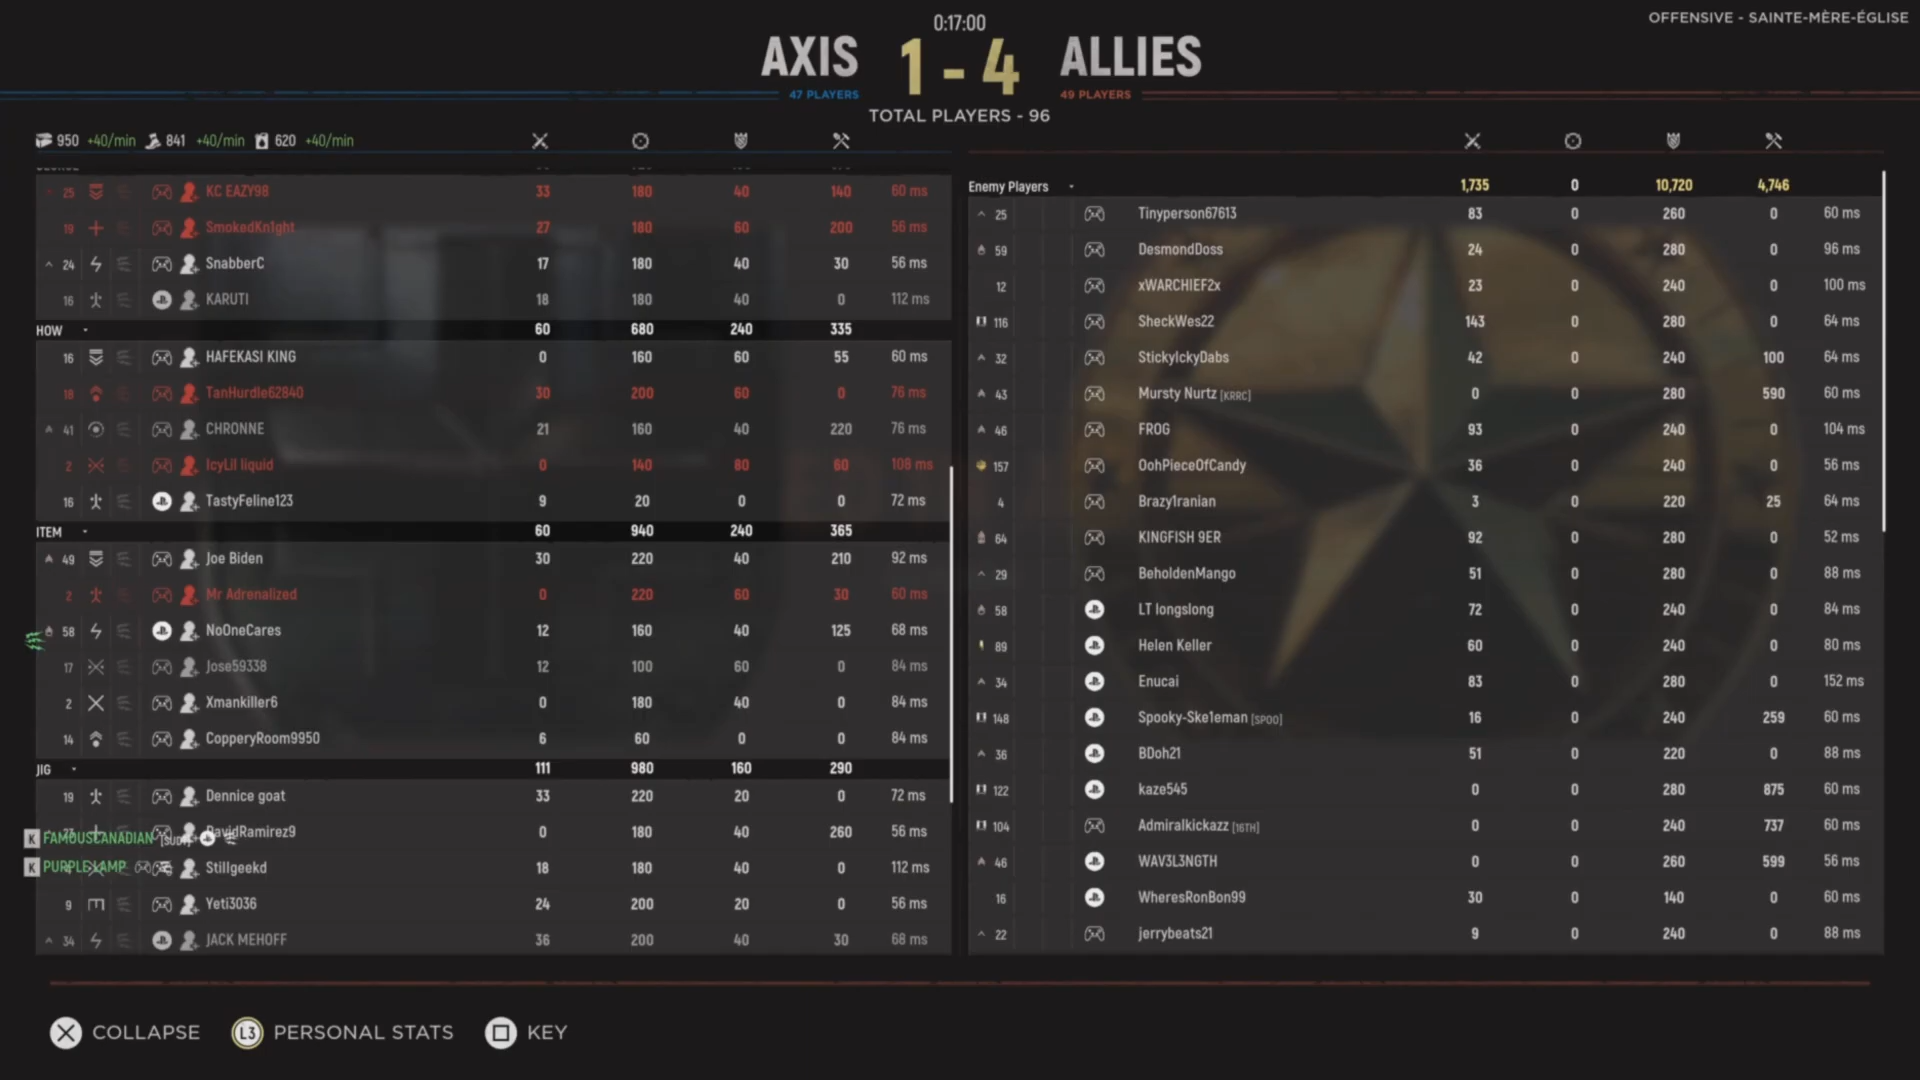 OFFENSIVE - SAINTE-MÈRE-ÉGLISE
0:17:00
AXIS 1 - 4 ALLIES
47 PLAYERS 49 PLAYERS
TOTAL PLAYERS - 96
950 +40/min 841 +40/min 620 +40/min
25 KC EAZY98 33 180 40 140 60 ms
19 SmokedKn1ght 27 180 60 200 56 ms
24 SnabberC 17 180 40 30 56 ms
16 KARUTI 18 180 40 0 112 ms
HOW 60 680 240 335
16 HAFEKASI KING 0 160 60 55 60 ms
18 TanHurdle62840 30 200 60 0 76 ms
41 CHRONNE 21 160 40 220 76 ms
2 IcyLil liquid 0 140 80 60 108 ms
16 TastyFeline123 9 20 0 0 72 ms
ITEM 60 940 240 365
49 Joe Biden 30 220 40 210 92 ms
2 Mr Adrenalized 0 220 60 30 60 ms
58 NoOneCares 12 160 40 125 68 ms
17 Jose59338 12 100 60 0 84 ms
2 Xmankiller6 0 180 40 0 84 ms
14 CopperyRoom9950 6 60 0 0 84 ms
JIG 111 980 160 290
19 Dennice goat 33 220 20 0 72 ms
23 DavidRamirez9 0 180 40 260 56 ms
K FAMOUSCANADIAN [SUD]
K PURPLE LAMP
Stillgeekd 18 180 40 0 112 ms
9 Yeti3036 24 200 20 0 56 ms
34 JACK MEHOFF 36 200 40 30 68 ms
Enemy Players 1,735 0 10,720 4,746
25 Tinyperson67613 83 0 260 0 60 ms
59 DesmondDoss 24 0 280 0 96 ms
12 xWARCHIEF2x 23 0 240 0 100 ms
116 SheckWes22 143 0 280 0 64 ms
32 StickyIckyDabs 42 0 240 100 64 ms
43 Mursty Nurtz [KRRC] 0 0 280 590 60 ms
46 FROG 93 0 240 0 104 ms
157 OohPieceOfCandy 36 0 240 0 56 ms
4 Brazy1ranian 3 0 220 25 64 ms
64 KINGFISH 9ER 92 0 280 0 52 ms
29 BeholdenMango 51 0 280 0 88 ms
58 LT longslong 72 0 240 0 84 ms
89 Helen Keller 60 0 240 0 80 ms
34 Enucai 83 0 280 0 152 ms
148 Spooky-Ske1eman [SPOO] 16 0 240 259 60 ms
36 BDoh21 51 0 220 0 88 ms
122 kaze545 0 0 280 875 60 ms
104 Admiralkickazz [16TH] 0 0 240 737 60 ms
46 WAV3L3NGTH 0 0 260 599 56 ms
16 WheresRonBon99 30 0 140 0 60 ms
22 jerrybeats21 9 0 240 0 88 ms
COLLAPSE L3 PERSONAL STATS KEY